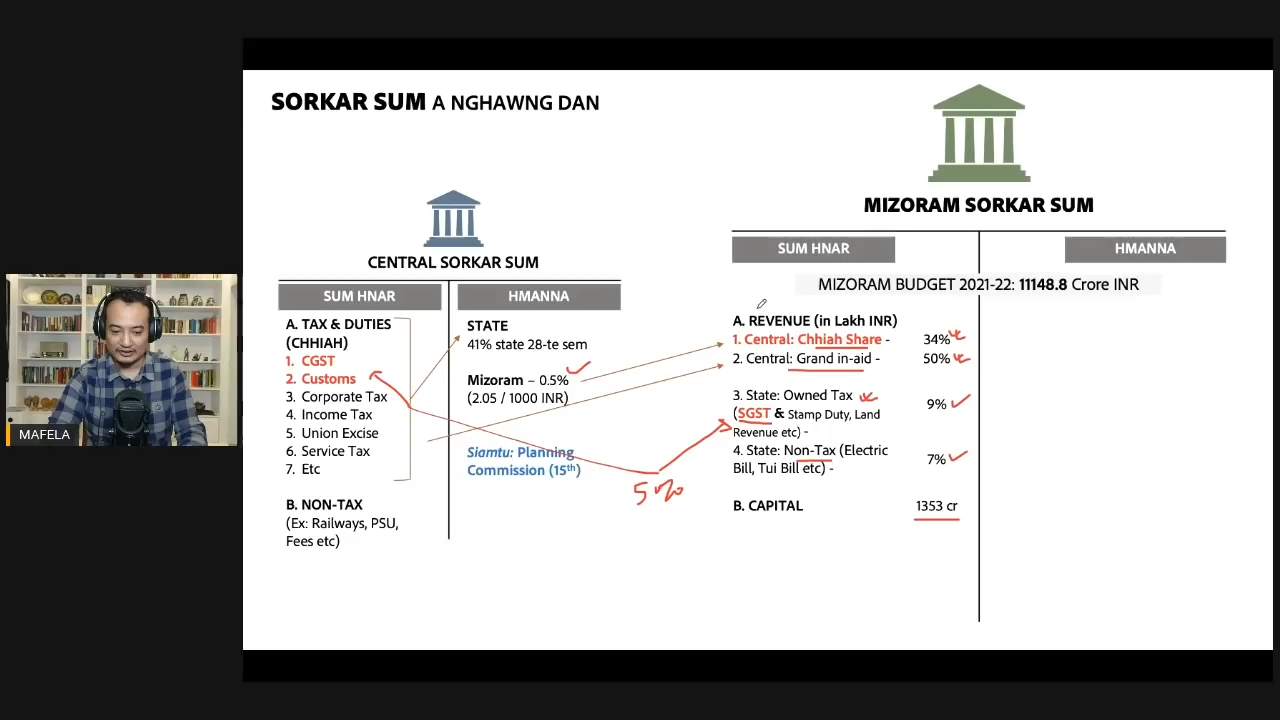 SORKAR SUM A NGHAWNG DAN
CENTRAL SORKAR SUM
SUM HNAR
HMANNA
A. TAX & DUTIES
(CHHIAH)
1. CGST
2. Customs
3. Corporate Tax
4. Income Tax
5. Union Excise
6. Service Tax
7. Etc
B. NON-TAX
(Ex: Railways, PSU,
Fees etc)
STATE
41% state 28-te sem
Mizoram – 0.5%
(2.05 / 1000 INR)
Siamtu: Planning
Commission (15th)
5%
MIZORAM SORKAR SUM
SUM HNAR
HMANNA
MIZORAM BUDGET 2021-22: 11148.8 Crore INR
A. REVENUE (in Lakh INR)
1. Central: Chhiah Share - 34%
2. Central: Grand in-aid - 50%
3. State: Owned Tax
(SGST & Stamp Duty, Land 9%
Revenue etc) -
4. State: Non-Tax (Electric
Bill, Tui Bill etc) - 7%
B. CAPITAL 1353 cr
MAFELA